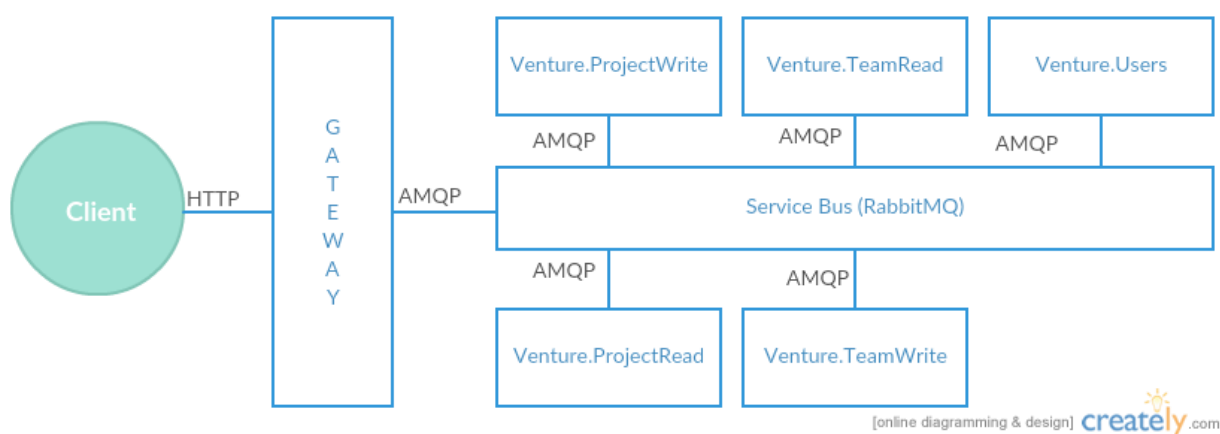 Client
HTTP
G
A
T
E
W
A
Y
AMQP
Venture.ProjectWrite
Venture.TeamRead
Venture.Users
AMQP
AMQP
AMQP
Service Bus (RabbitMQ)
AMQP
AMQP
Venture.ProjectRead
Venture.TeamWrite
[online diagramming & design] creately.com